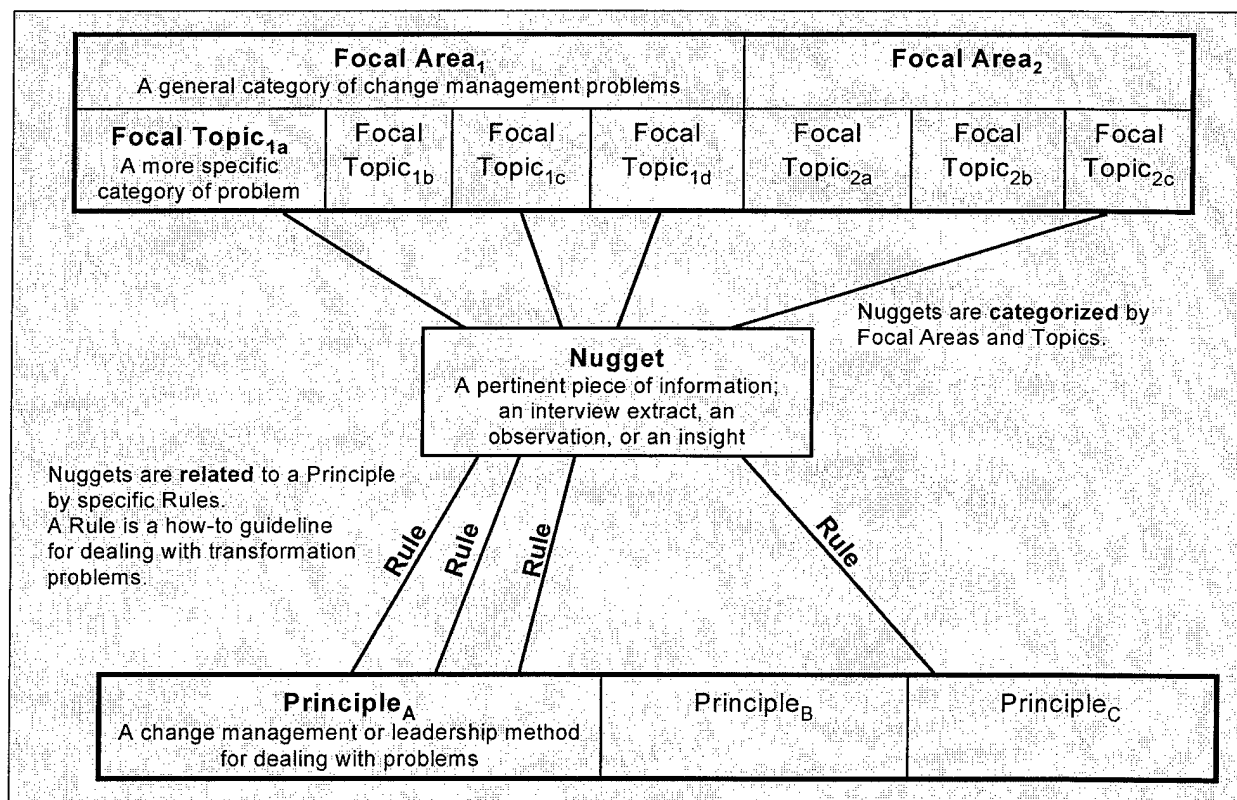 Focal Area₁
A general category of change management problems
Focal Area₂
Focal Topic₁ₐ
A more specific
category of problem
Focal
Topic₁b
Focal
Topic₁c
Focal
Topic₁d
Focal
Topic₂ₐ
Focal
Topic₂b
Focal
Topic₂c
Nuggets are categorized by
Focal Areas and Topics.
Nugget
A pertinent piece of information;
an interview extract, an
observation, or an insight
Nuggets are related to a Principle
by specific Rules.
A Rule is a how-to guideline
for dealing with transformation
problems.
Rule
Rule
Rule
Rule
Principle_A
A change management or leadership method
for dealing with problems
Principle_B
Principle_C